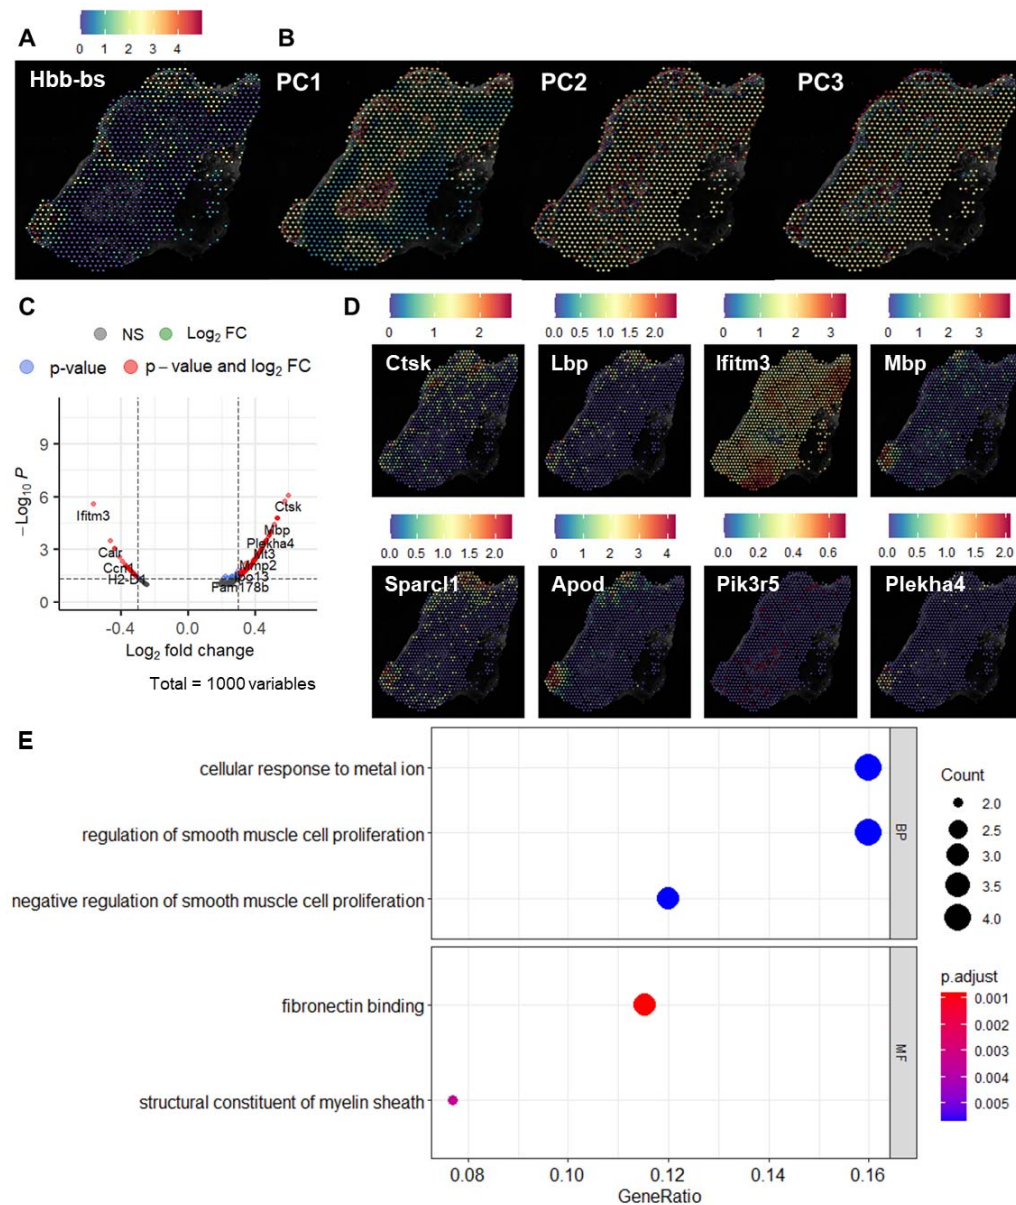 A
B
0 1 2 3 4
Hbb-bs
PC1
PC2
PC3
C
NS
Log2 FC
p-value
p – value and log2 FC
−Log10 P
9
6
3
0
Ifitm3
Calr
Ccn1
H2-D1
Ctsk
Mbp
Plekha4
Mt3
Mmp2
Ipo13
Fam178b
-0.4 0.0 0.4
Log2 fold change
Total = 1000 variables
D
0 1 2
0.0 0.5 1.0 1.5 2.0
0 1 2 3
0 1 2 3
Ctsk
Lbp
Ifitm3
Mbp
0.0 0.5 1.0 1.5 2.0
0 1 2 3 4
0.0 0.2 0.4 0.6
0.0 0.5 1.0 1.5
Sparcl1
Apod
Pik3r5
Plekha4
E
cellular response to metal ion
regulation of smooth muscle cell proliferation
negative regulation of smooth muscle cell proliferation
BP
fibronectin binding
structural constituent of myelin sheath
MF
0.08 0.10 0.12 0.14 0.16
GeneRatio
Count
2.0
2.5
3.0
3.5
4.0
p.adjust
0.001
0.002
0.003
0.004
0.005